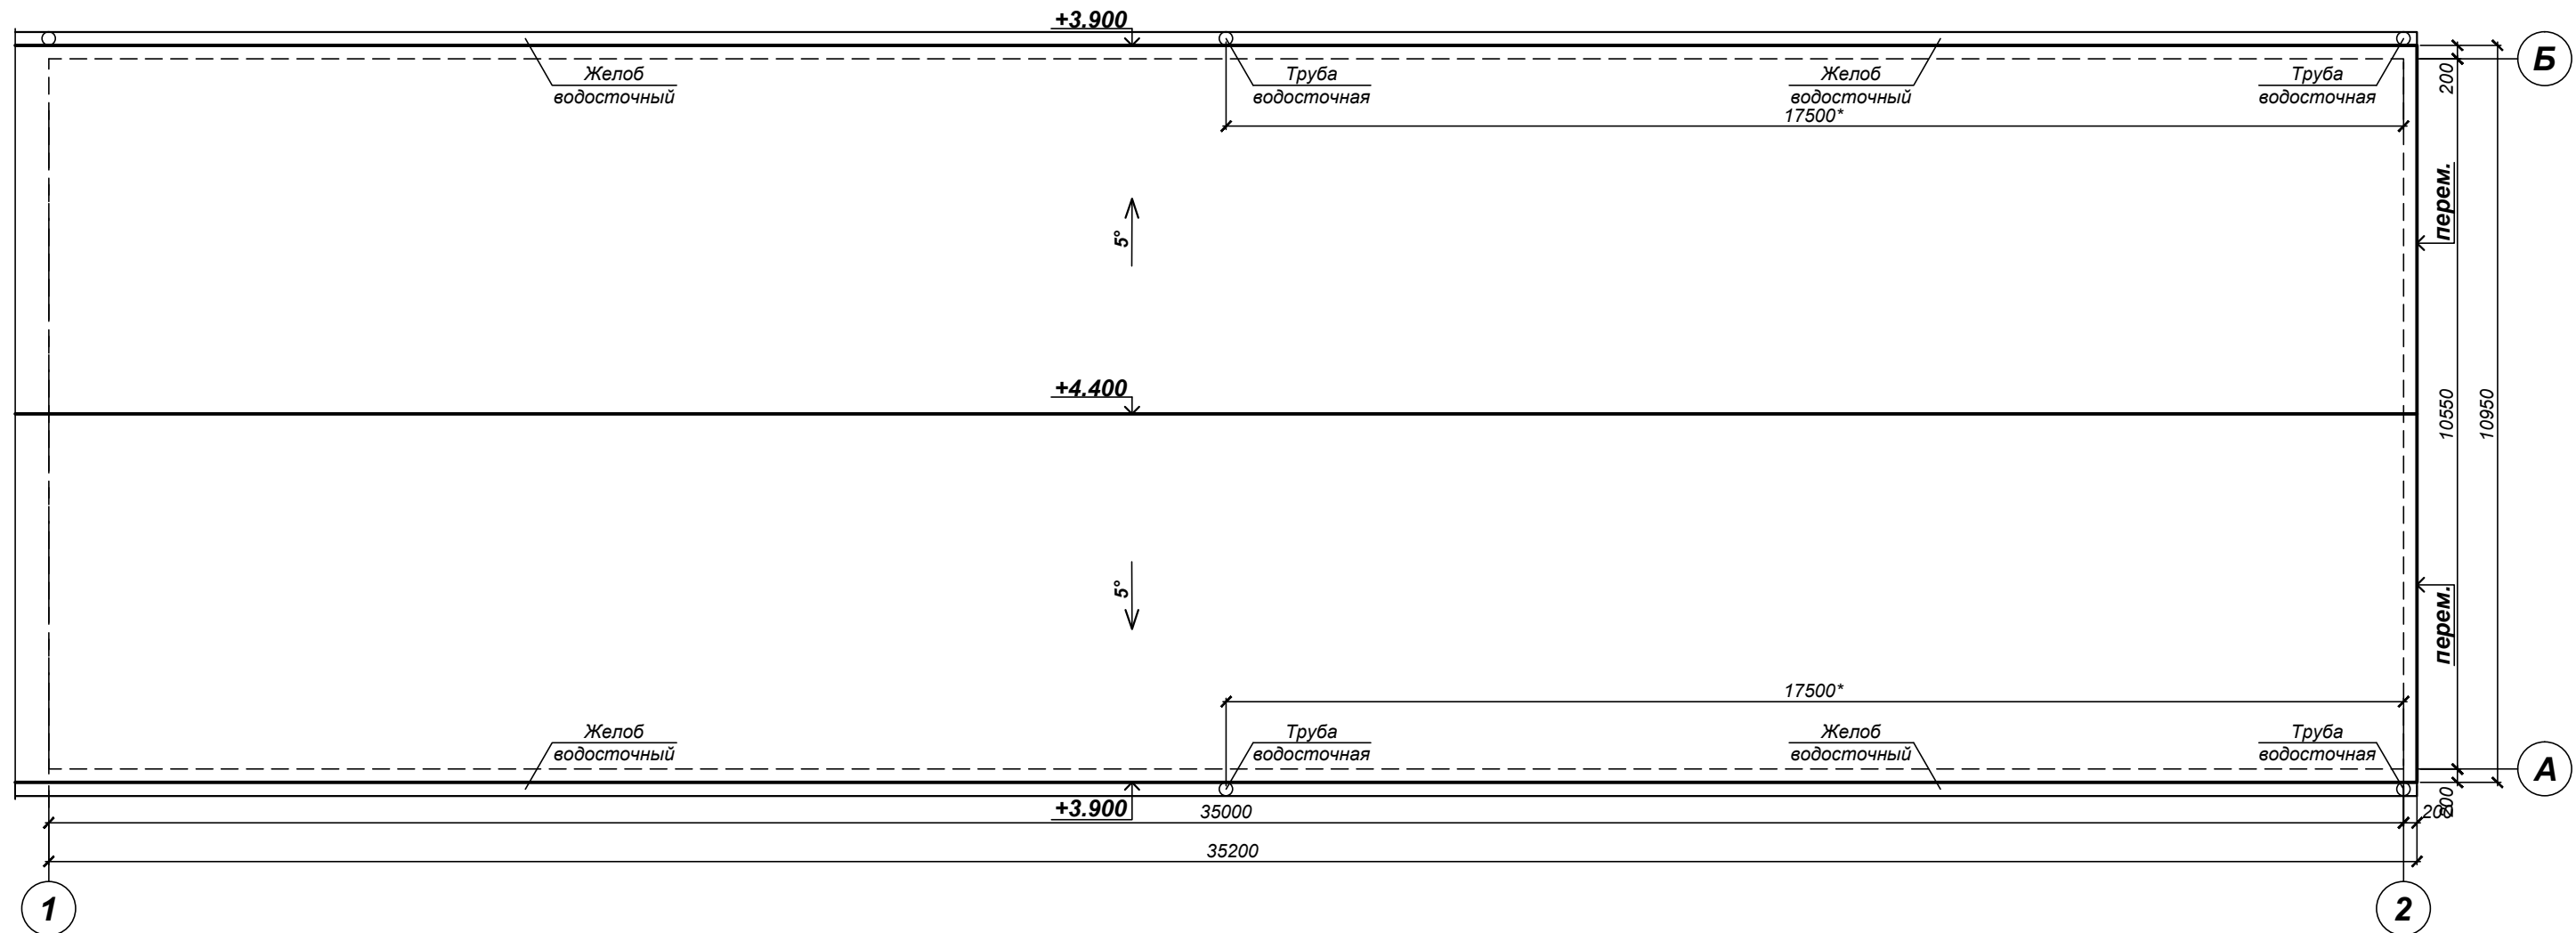 +3.900
Б
Желоб
водосточный
Труба
водосточная
Желоб
водосточный
Труба
водосточная
200
17500*
перем.
5°
+4.400
10550
10950
5°
перем.
17500*
Желоб
водосточный
Труба
водосточная
Желоб
водосточный
Труба
водосточная
А
+3.900
35000
200
200
35200
1
2